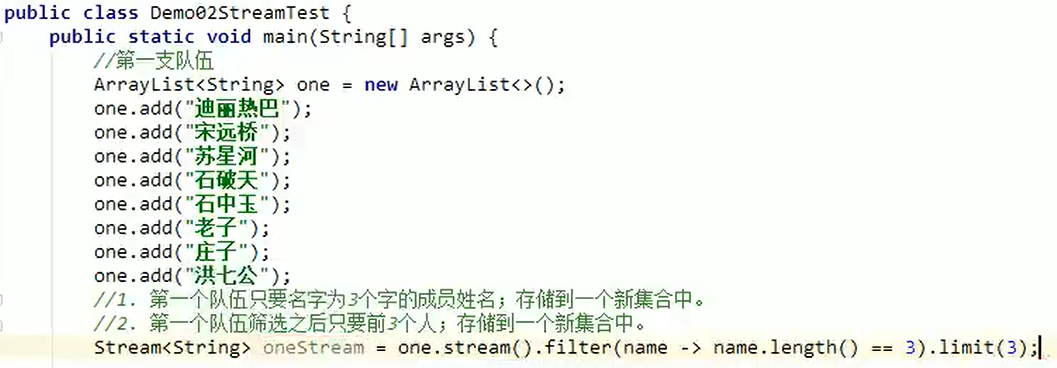 public class Demo02StreamTest {
public static void main(String[] args) {
//第一支队伍
ArrayList<String> one = new ArrayList<>();
one.add("迪丽热巴");
one.add("宋远桥");
one.add("苏星河");
one.add("石破天");
one.add("石中玉");
one.add("老子");
one.add("庄子");
one.add("洪七公");
//1. 第一个队伍只要名字为3个字的成员姓名；存储到一个新集合中。
//2. 第一个队伍筛选之后只要前3个人；存储到一个新集合中。
Stream<String> oneStream = one.stream().filter(name -> name.length() == 3).limit(3);